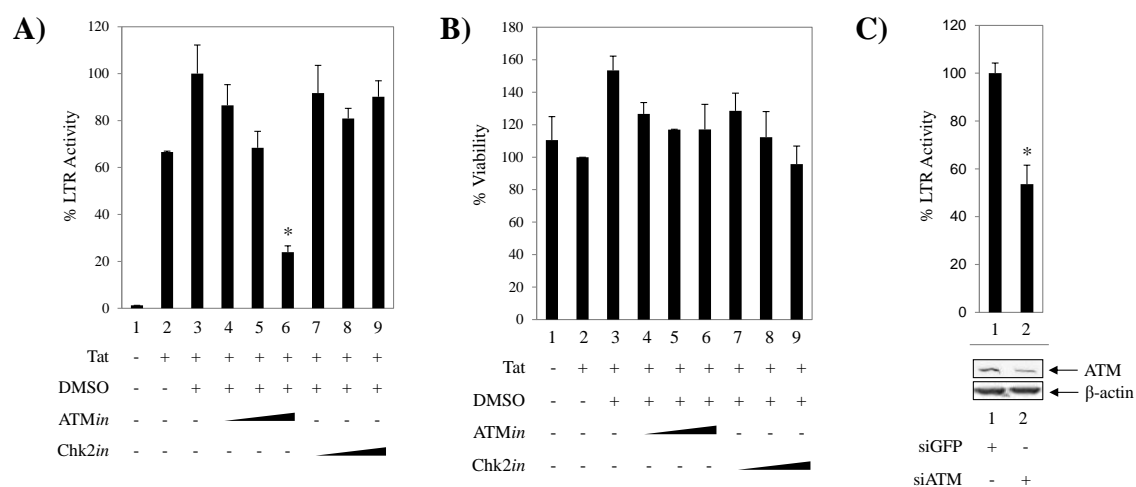 A)
% LTR Activity
120
100
80
60
40
20
0
*
1 2 3 4 5 6 7 8 9
Tat - + + + + + + + +
DMSO - - + + + + + + +
ATMin - - - - - -
Chk2in - - - - - -
B)
% Viability
180
160
140
120
100
80
60
40
20
0
1 2 3 4 5 6 7 8 9
Tat - + + + + + + + +
DMSO - - + + + + + + +
ATMin - - - - - -
Chk2in - - - - - -
C)
% LTR Activity
120
100
80
60
40
20
0
*
1 2
ATM
β-actin
1 2
siGFP + -
siATM - +